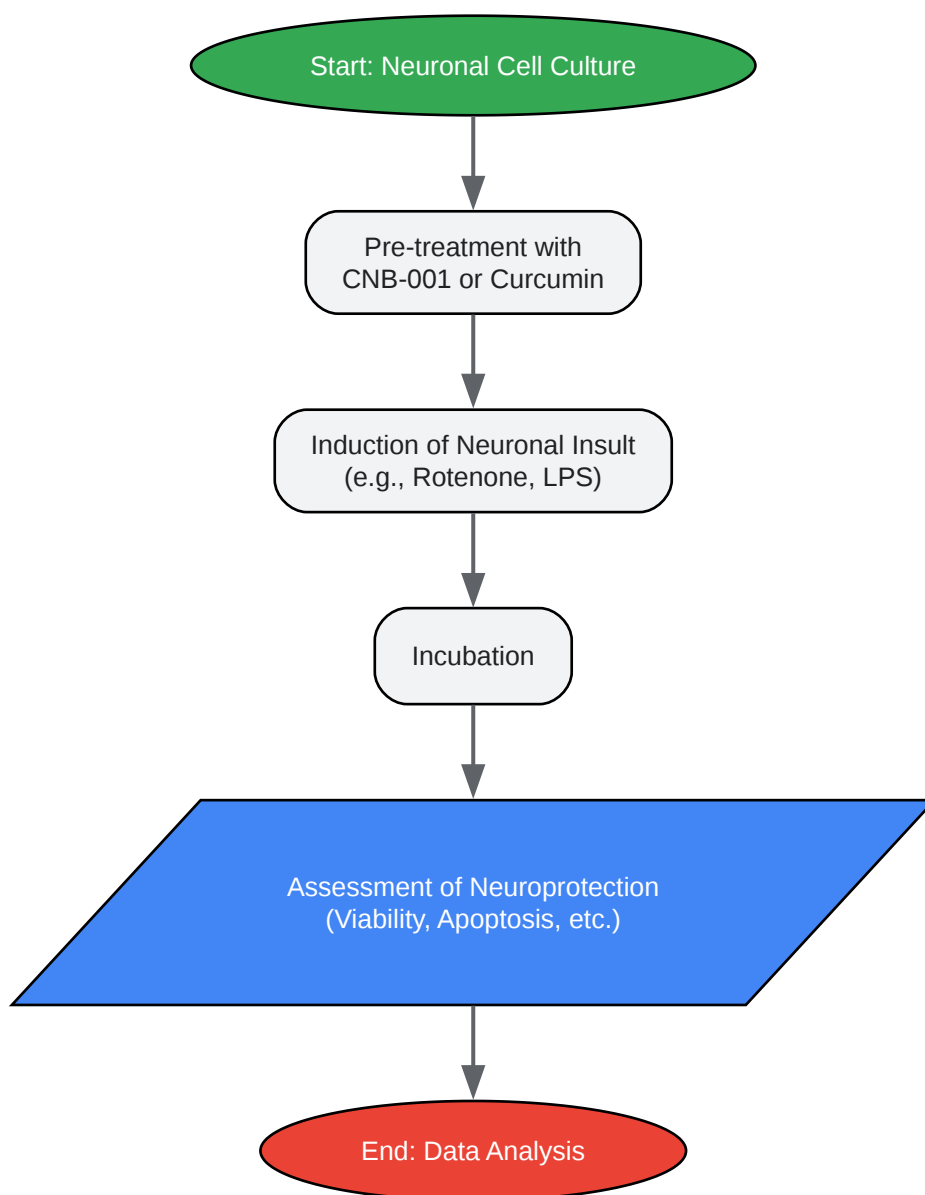 Start: Neuronal Cell Culture
Pre-treatment with
CNB-001 or Curcumin
Induction of Neuronal Insult
(e.g., Rotenone, LPS)
Incubation
Assessment of Neuroprotection
(Viability, Apoptosis, etc.)
End: Data Analysis